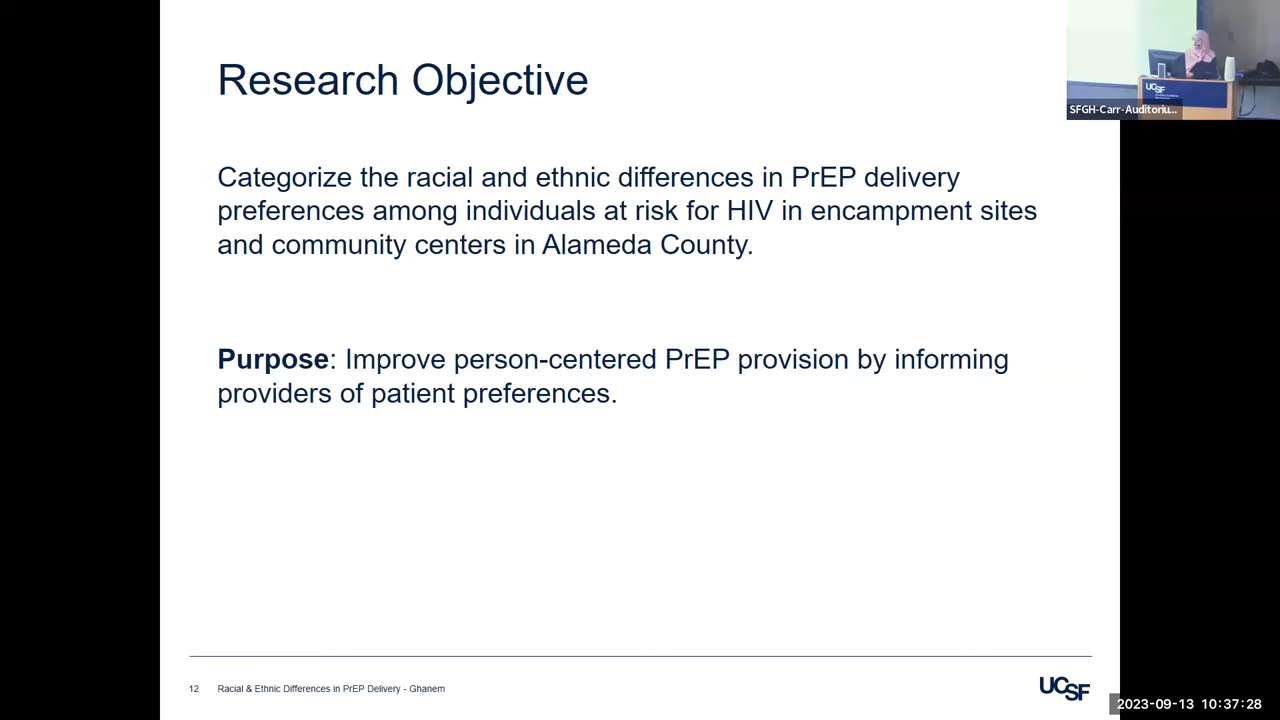 Research Objective
Categorize the racial and ethnic differences in PrEP delivery
preferences among individuals at risk for HIV in encampment sites
and community centers in Alameda County.
Purpose: Improve person-centered PrEP provision by informing
providers of patient preferences.
12 Racial & Ethnic Differences in PrEP Delivery - Ghanem
UCSF
UCSF
SFGH-Carr-Auditoriu...
2023-09-13 10:37:28